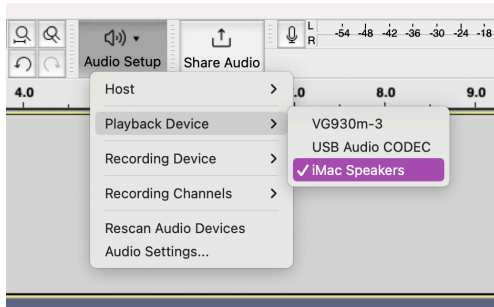 L
R
-54 -48 -42 -36 -30 -24 -18
Audio Setup
Share Audio
4.0
.0
8.0
9.0
Host
Playback Device
Recording Device
Recording Channels
Rescan Audio Devices
Audio Settings...
VG930m-3
USB Audio CODEC
✓ iMac Speakers